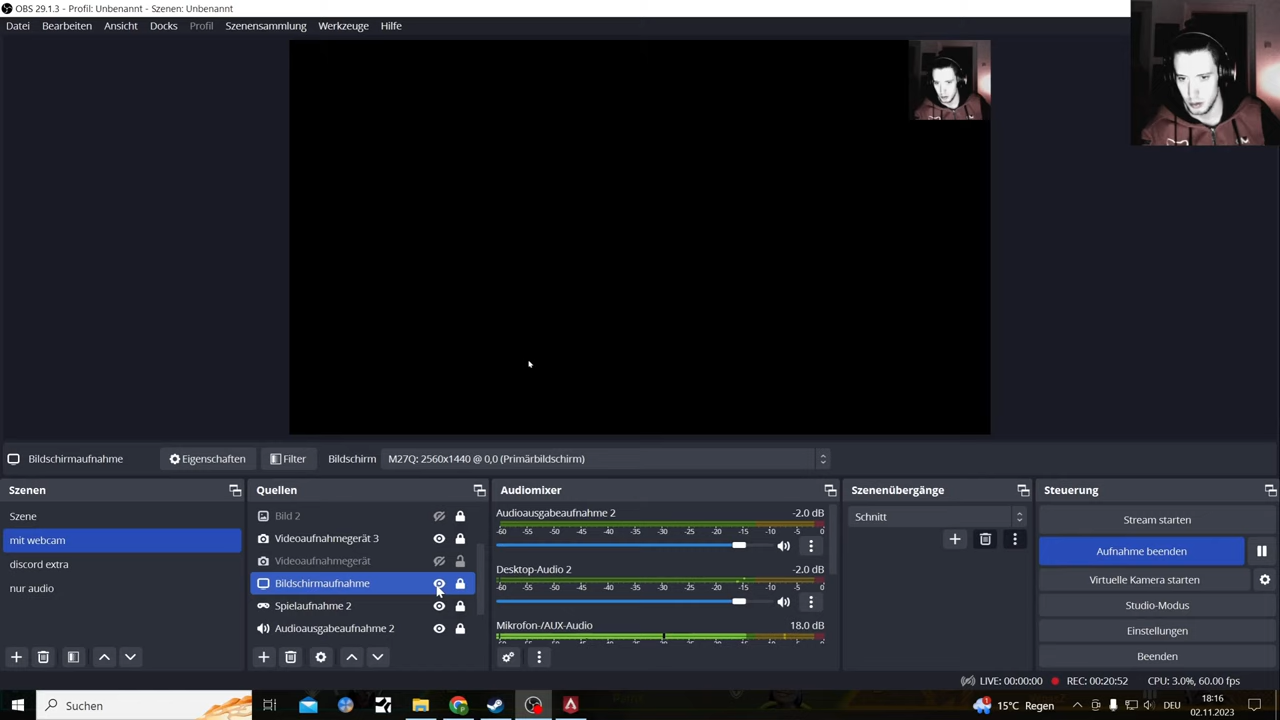 OBS 29.1.3 - Profil: Unbenannt - Szenen: Unbenannt
Datei Bearbeiten Ansicht Docks Profil Szenensammlung Werkzeuge Hilfe
Bildschirmaufnahme Eigenschaften Filter Bildschirm M27Q: 2560x1440 @ 0,0 (Primärbildschirm)
Szenen
Szene
mit webcam
discord extra
nur audio
Quellen
Bild 2
Videoaufnahmegerät 3
Videoaufnahmegerät
Bildschirmaufnahme
Spielaufnahme 2
Audioausgabeaufnahme 2
Audiomixer
Audioausgabeaufnahme 2 -2.0 dB
-60 -55 -50 -45 -40 -35 -30 -25 -20 -15 -10 -5 0
Desktop-Audio 2 -2.0 dB
-60 -55 -50 -45 -40 -35 -30 -25 -20 -15 -10 -5 0
Mikrofon-/AUX-Audio 18.0 dB
Szenenübergänge
Schnitt
Steuerung
Stream starten
Aufnahme beenden
Virtuelle Kamera starten
Studio-Modus
Einstellungen
Beenden
LIVE: 00:00:00 REC: 00:20:52 CPU: 3.0%, 60.00 fps
Suchen
15°C Regen
DEU
18:16
02.11.2023